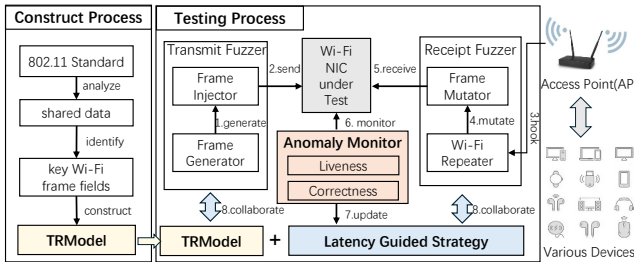 Construct Process
802.11 Standard
analyze
shared data
identify
key Wi-Fi
frame fields
construct
TRModel
Testing Process
Transmit Fuzzer
Frame
Injector
1.generate
Frame
Generator
2.send
Wi-Fi
NIC
under
Test
5.receive
6. monitor
Anomaly Monitor
Liveness
Correctness
7.update
Receipt Fuzzer
Frame
Mutator
4.mutate
Wi-Fi
Repeater
3.hook
8.collaborate
8.collaborate
TRModel
+
Latency Guided Strategy
Access Point(AP
Various Devices